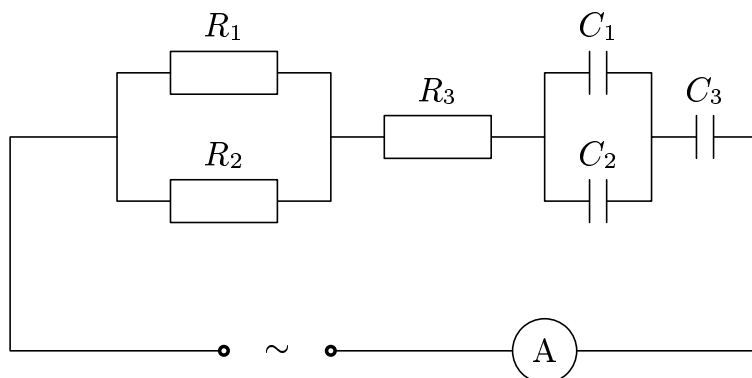 R₁
C₁
R₃
C₃
R₂
C₂
~
A